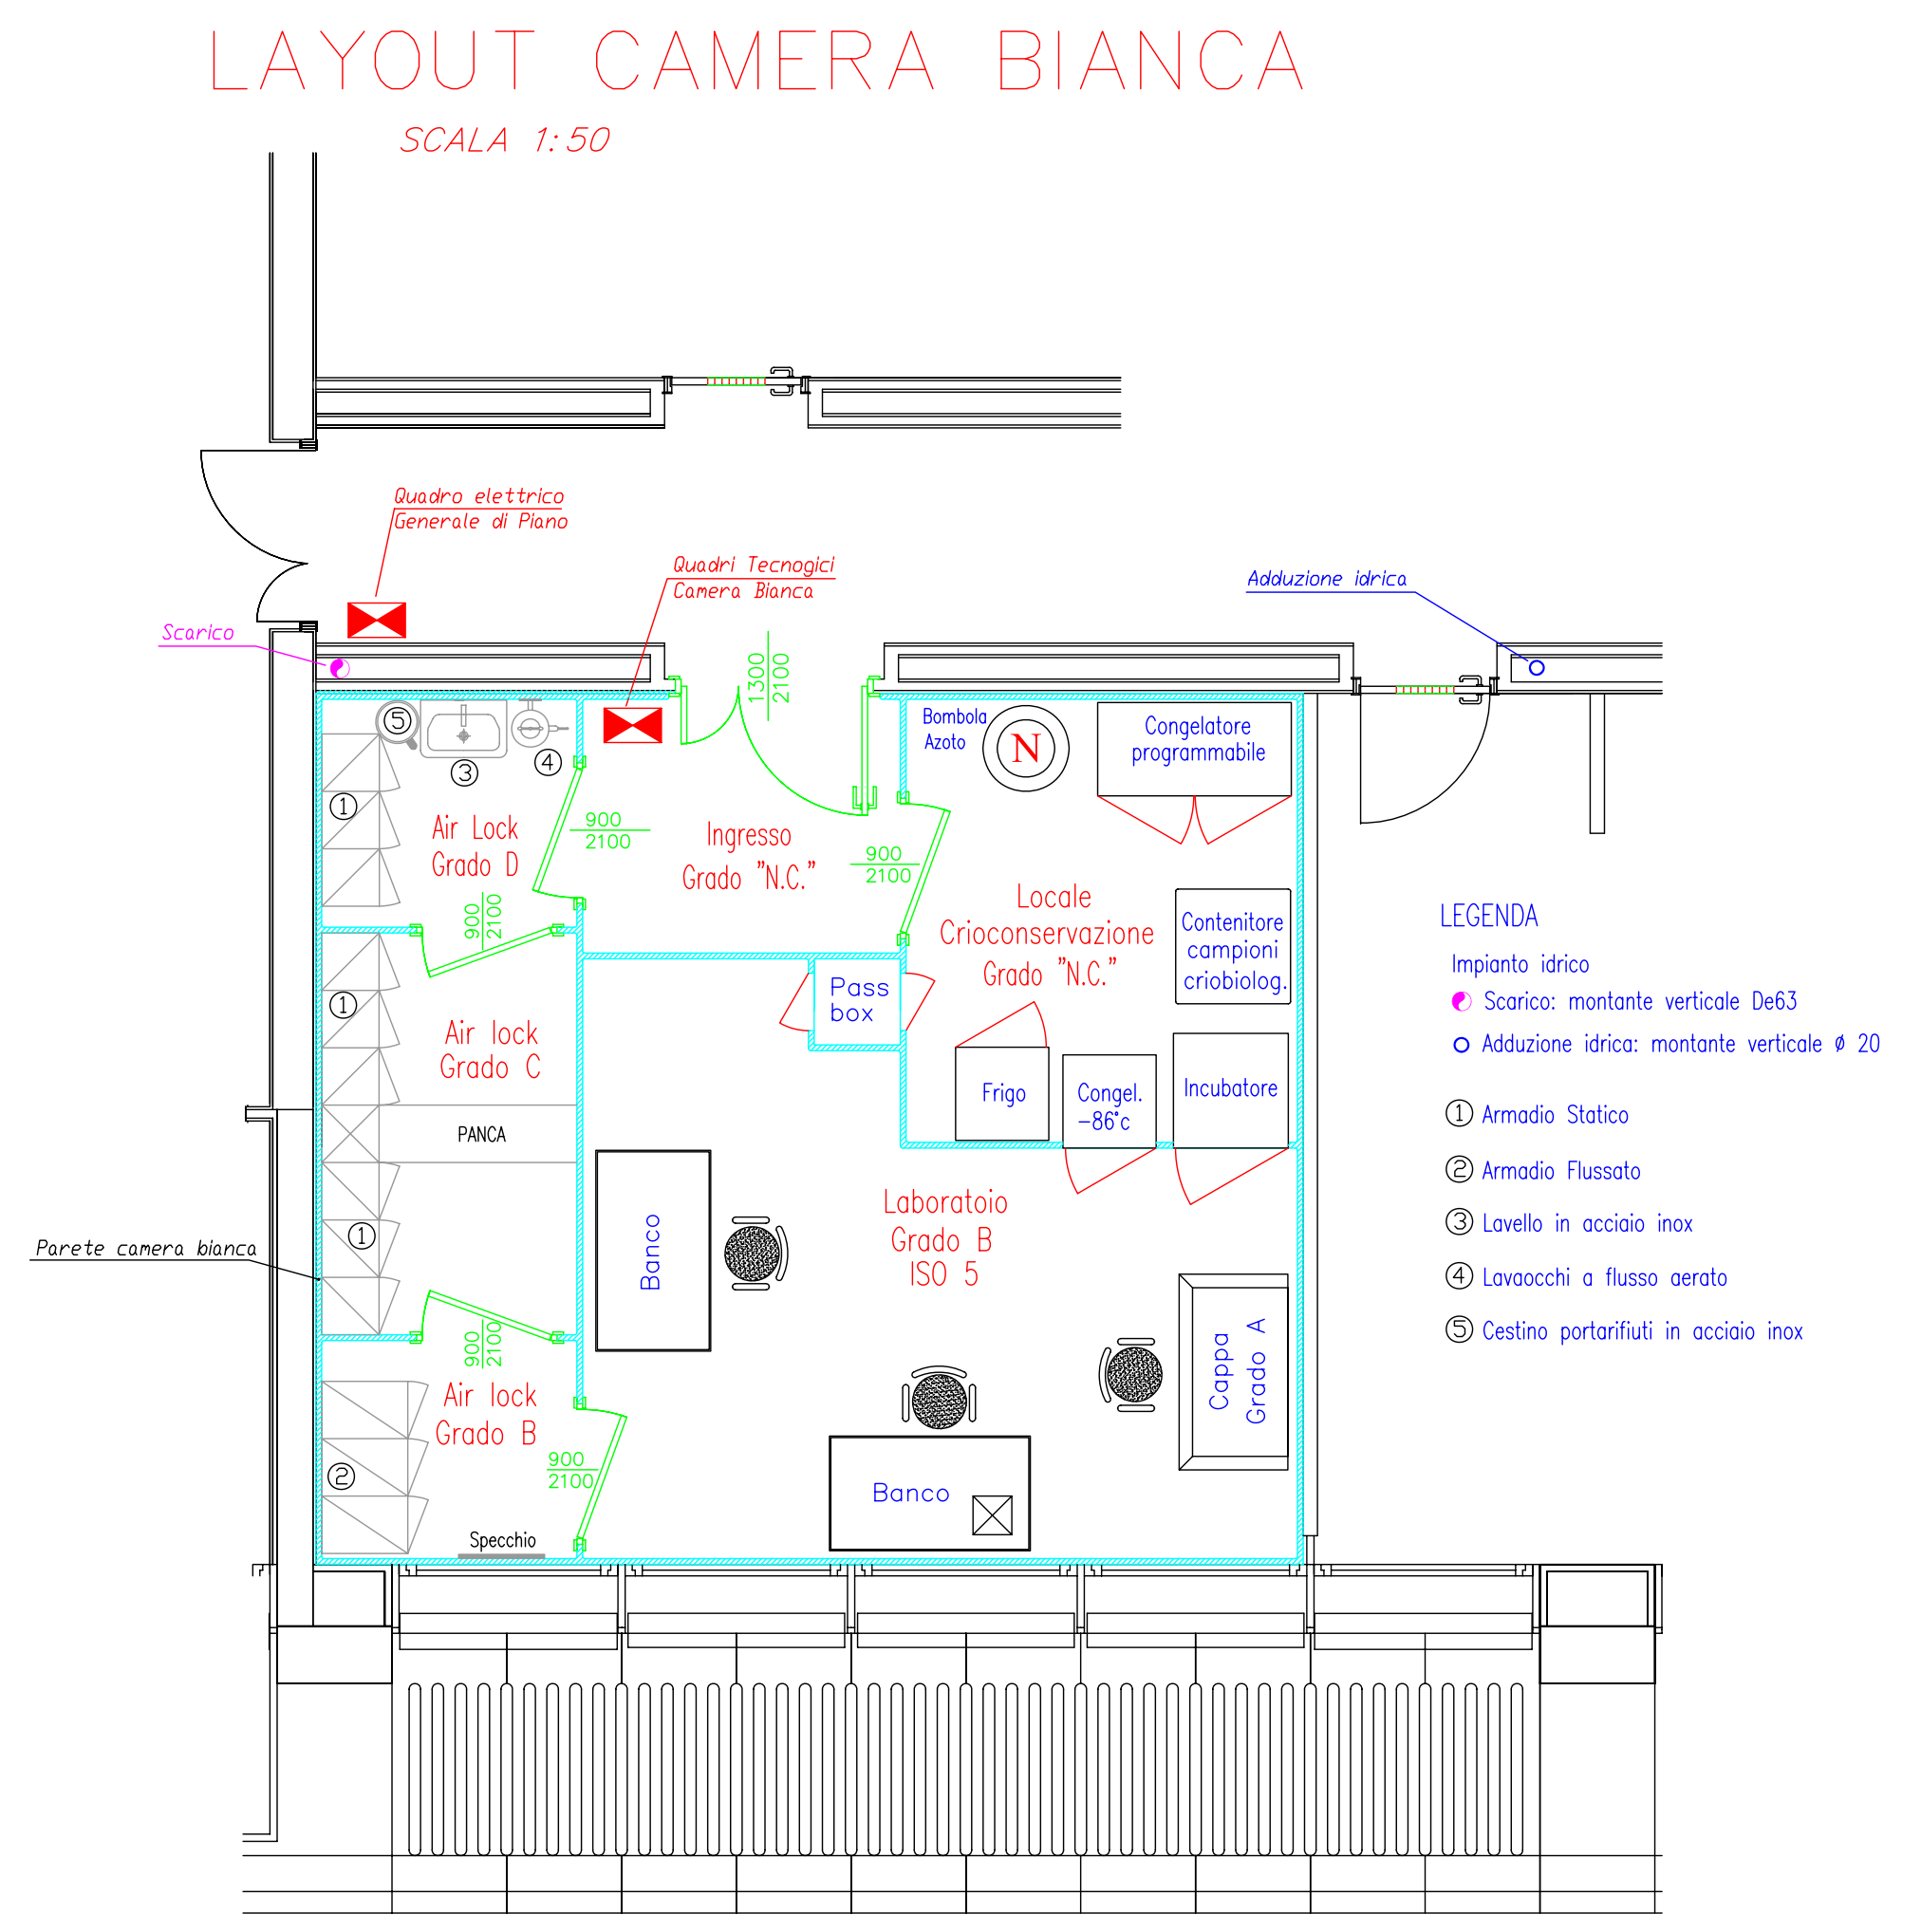 LAYOUT CAMERA BIANCA
SCALA 1:50
Quadro elettrico
Generale di Piano
Quadri Tecnogici
Camera Bianca
Adduzione idrica
Scarico
1300
2100
5
3
4
1
Air Lock
Grado D
900
2100
Ingresso
Grado "N.C."
900
2100
Bombola
Azoto
N
Congelatore
programmabile
900
2100
Locale
Crioconservazione
Grado "N.C."
Contenitore
campioni
criobiolog.
Pass
box
1
Air lock
Grado C
Frigo
Congel.
-86°c
Incubatore
PANCA
1
Parete camera bianca
Banco
Laboratoio
Grado B
ISO 5
900
2100
Air lock
Grado B
2
900
2100
Specchio
Cappa
Grado A
Banco
LEGENDA
Impianto idrico
Scarico: montante verticale De63
Adduzione idrica: montante verticale ø 20
1 Armadio Statico
2 Armadio Flussato
3 Lavello in acciaio inox
4 Lavaocchi a flusso aerato
5 Cestino portarifiuti in acciaio inox